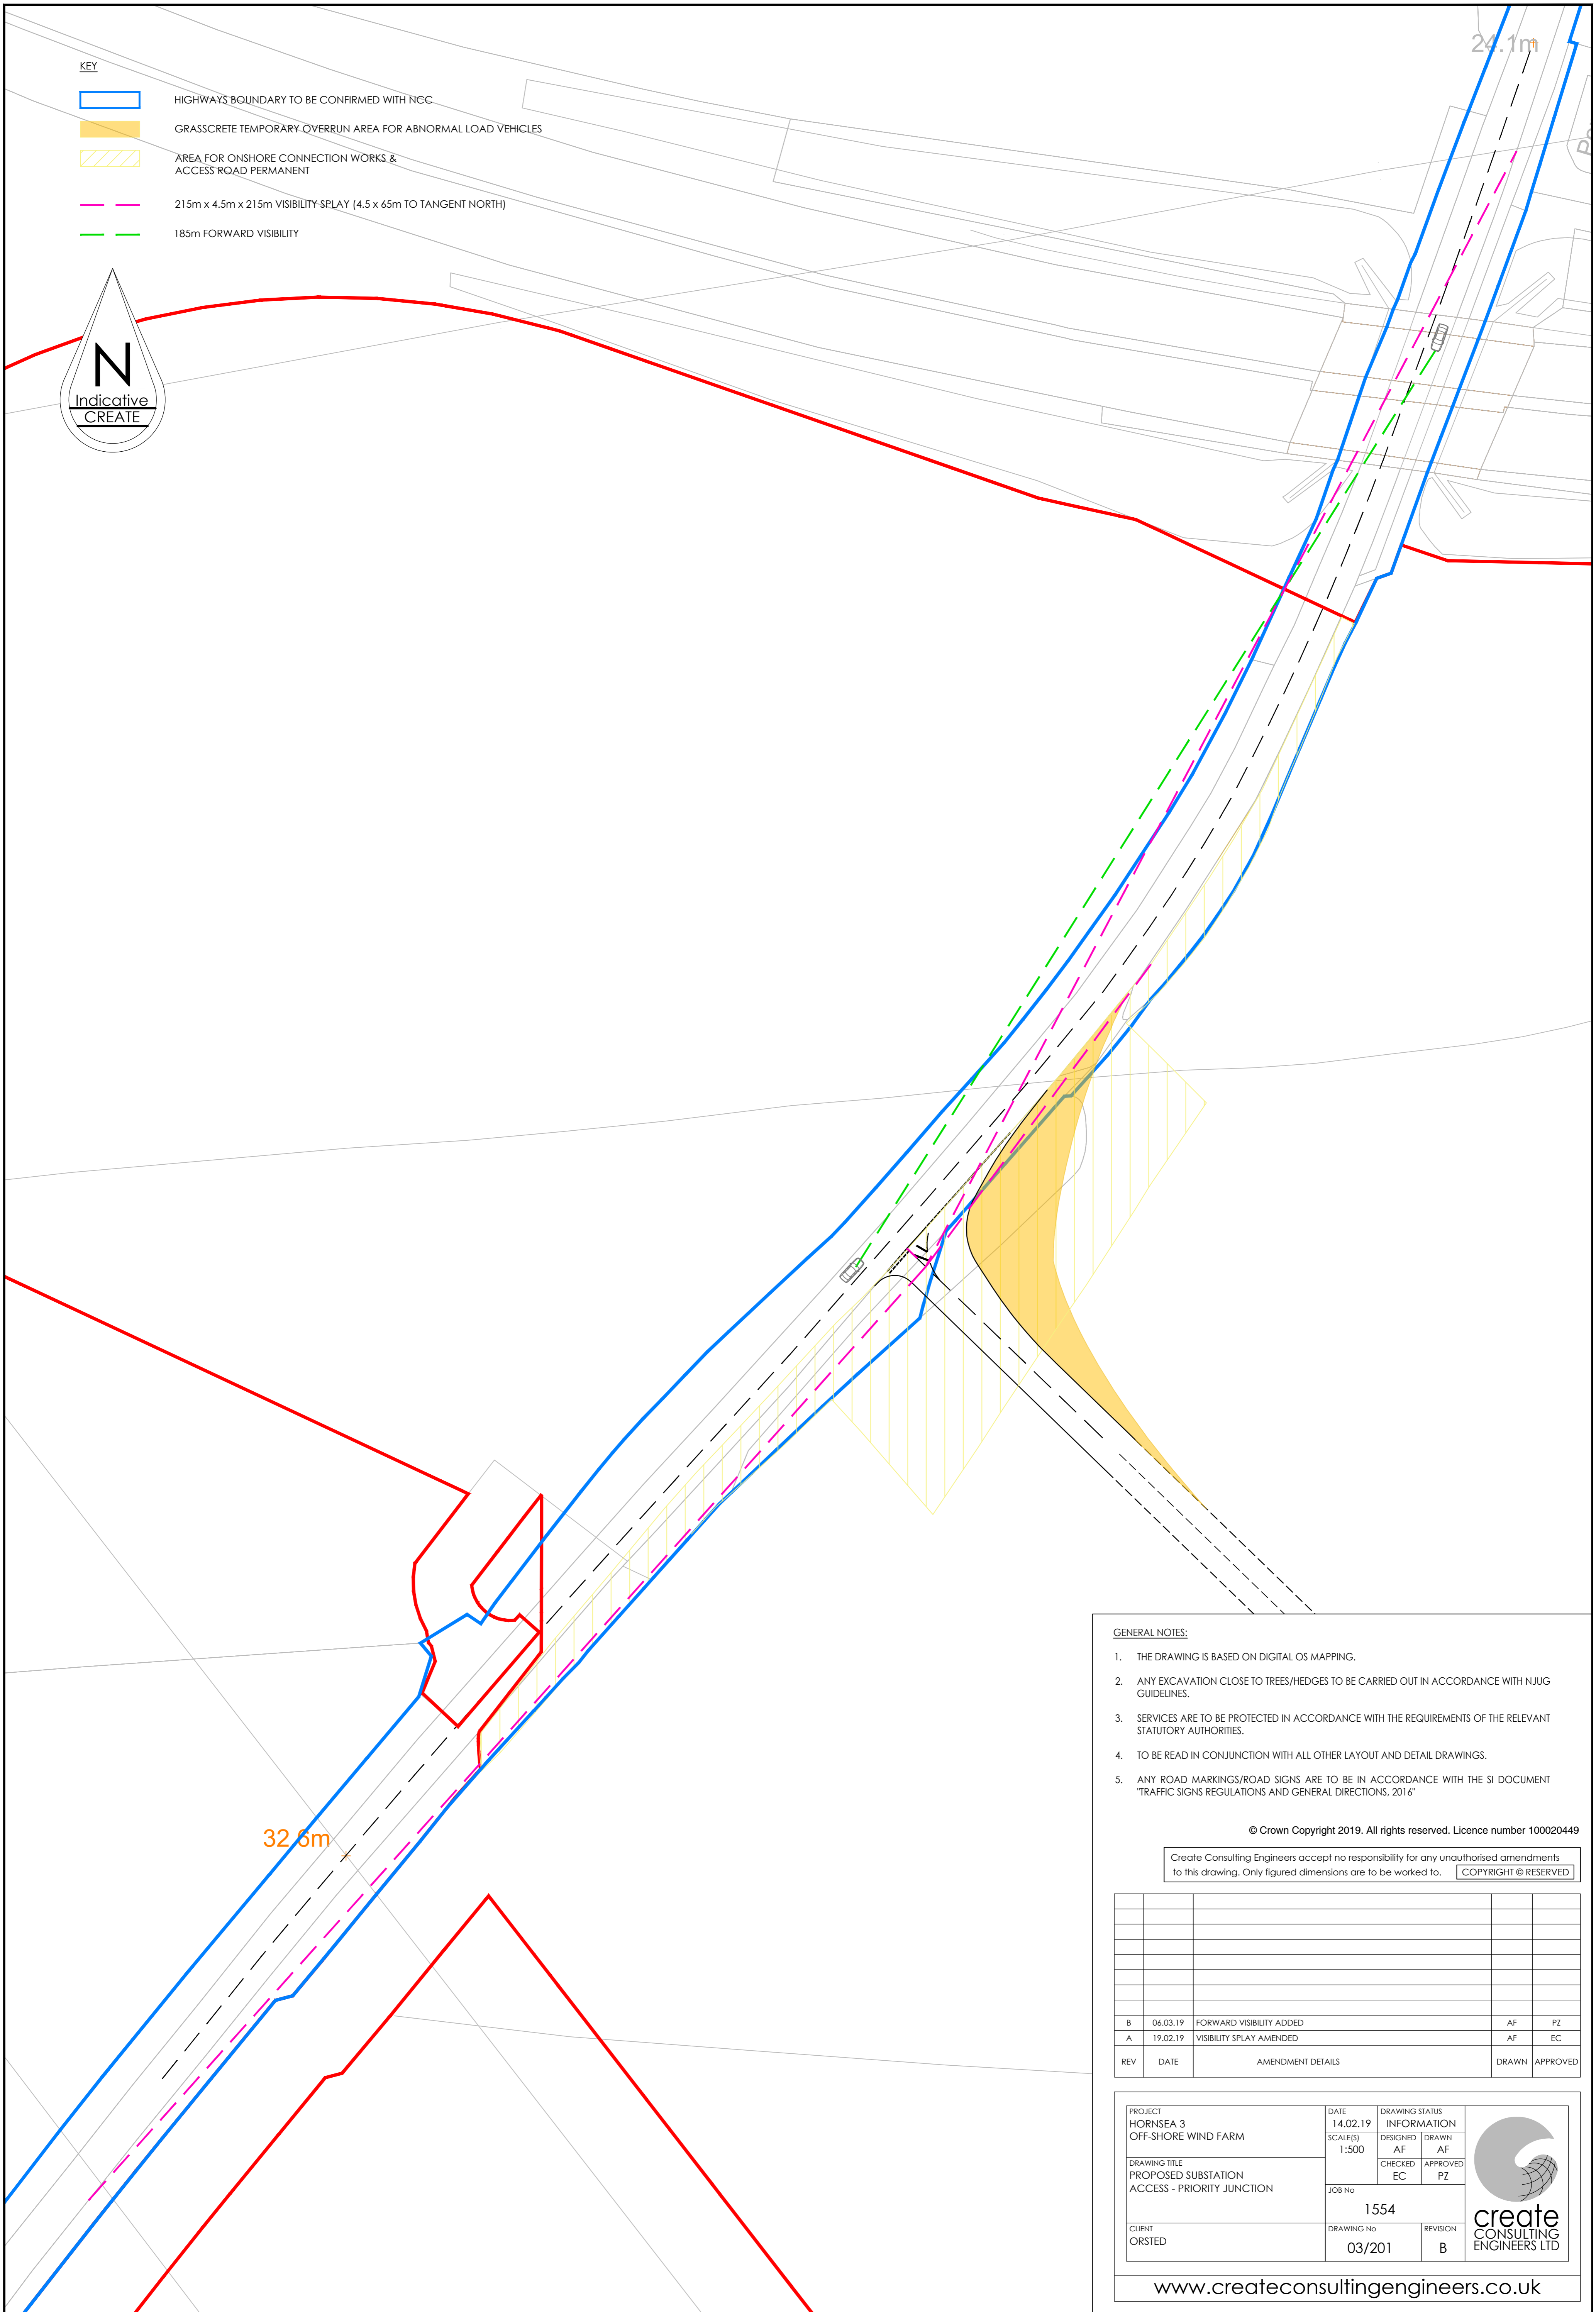 24.1m
KEY
HIGHWAYS BOUNDARY TO BE CONFIRMED WITH NCC
GRASSCRETE TEMPORARY OVERRUN AREA FOR ABNORMAL LOAD VEHICLES
AREA FOR ONSHORE CONNECTION WORKS &
ACCESS ROAD PERMANENT
215m x 4.5m x 215m VISIBILITY SPLAY (4.5 x 65m TO TANGENT NORTH)
185m FORWARD VISIBILITY
N
Indicative
CREATE
32.6m
GENERAL NOTES:
1. THE DRAWING IS BASED ON DIGITAL OS MAPPING.
2. ANY EXCAVATION CLOSE TO TREES/HEDGES TO BE CARRIED OUT IN ACCORDANCE WITH NJUG
GUIDELINES.
3. SERVICES ARE TO BE PROTECTED IN ACCORDANCE WITH THE REQUIREMENTS OF THE RELEVANT
STATUTORY AUTHORITIES.
4. TO BE READ IN CONJUNCTION WITH ALL OTHER LAYOUT AND DETAIL DRAWINGS.
5. ANY ROAD MARKINGS/ROAD SIGNS ARE TO BE IN ACCORDANCE WITH THE SI DOCUMENT
"TRAFFIC SIGNS REGULATIONS AND GENERAL DIRECTIONS, 2016"
© Crown Copyright 2019. All rights reserved. Licence number 100020449
Create Consulting Engineers accept no responsibility for any unauthorised amendments
to this drawing. Only figured dimensions are to be worked to. COPYRIGHT © RESERVED
B 06.03.19 FORWARD VISIBILITY ADDED AF PZ
A 19.02.19 VISIBILITY SPLAY AMENDED AF EC
REV DATE AMENDMENT DETAILS DRAWN APPROVED
PROJECT
HORNSEA 3
OFF-SHORE WIND FARM
DATE
14.02.19
DRAWING STATUS
INFORMATION
SCALE(S)
1:500
DESIGNED
AF
DRAWN
AF
CHECKED
EC
APPROVED
PZ
DRAWING TITLE
PROPOSED SUBSTATION
ACCESS - PRIORITY JUNCTION
JOB No
1554
CLIENT
ORSTED
DRAWING No
03/201
REVISION
B
create
CONSULTING
ENGINEERS LTD
www.createconsultingengineers.co.uk